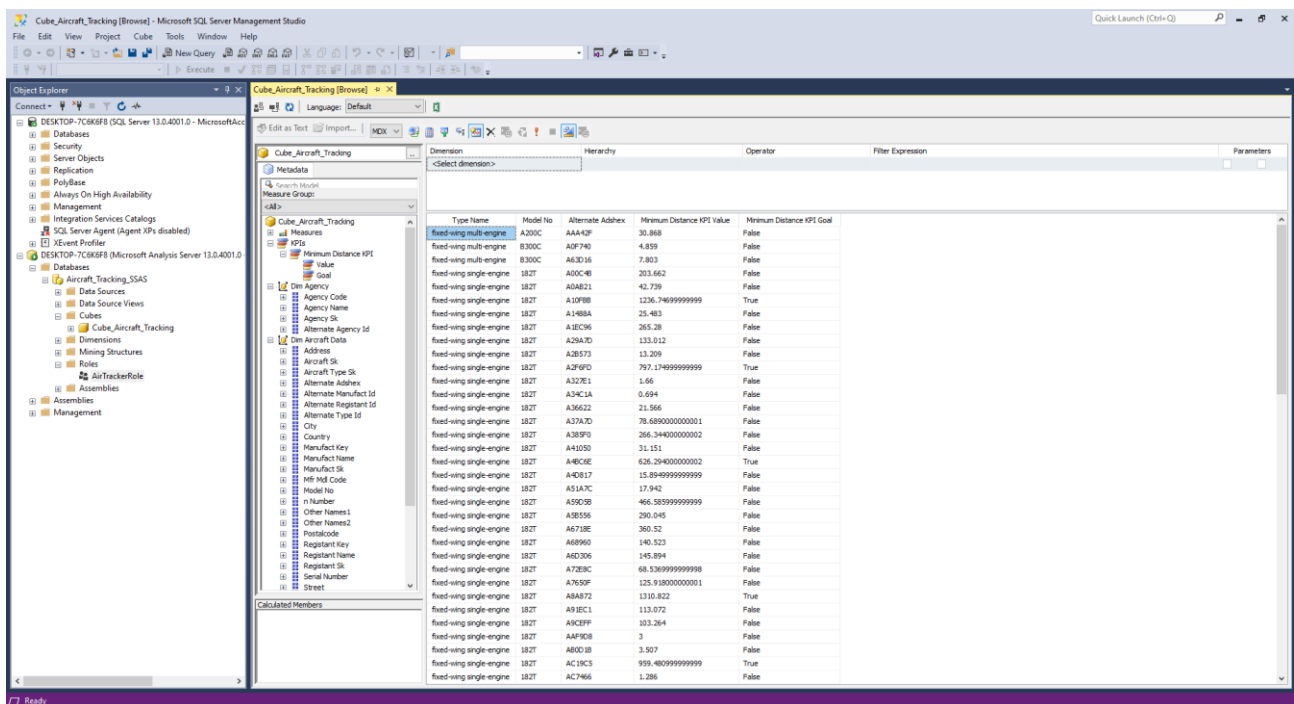 Cube_Aircraft_Tracking [Browse] - Microsoft SQL Server Management Studio
Quick Launch (Ctrl+Q)
File Edit View Project Cube Tools Window Help
New Query
Execute
Object Explorer
Cube_Aircraft_Tracking [Browse]
Connect
Language: Default
DESKTOP-7C6K6F8 (SQL Server 13.0.4001.0 - MicrosoftAcc
Databases
Security
Server Objects
Replication
PolyBase
Always On High Availability
Management
Integration Services Catalogs
SQL Server Agent (Agent XPs disabled)
XEvent Profiler
DESKTOP-7C6K6F8 (Microsoft Analysis Server 13.0.4001.0
Databases
Aircraft_Tracking_SSAS
Data Sources
Data Source Views
Cubes
Cube_Aircraft_Tracking
Dimensions
Mining Structures
Roles
AirTrackerRole
Assemblies
Assemblies
Management
Edit as Text Import... MDX
Cube_Aircraft_Tracking ...
Metadata
Search Model
Measure Group:
<All>
Cube_Aircraft_Tracking
Measures
KPIs
Minimum Distance KPI
Value
Goal
Dim Agency
Agency Code
Agency Name
Agency Sk
Alternate Agency Id
Dim Aircraft Data
Address
Aircraft Sk
Aircraft Type Sk
Alternate Adshex
Alternate Manufact Id
Alternate Registant Id
Alternate Type Id
City
Country
Manufact Key
Manufact Name
Manufact Sk
Mfr Mdl Code
Model No
n Number
Other Names1
Other Names2
Postalcode
Registant Key
Registant Name
Registant Sk
Serial Number
Street
Calculated Members
Dimension Hierarchy Operator Filter Expression Parameters
<Select dimension>
Type Name Model No Alternate Adshex Minimum Distance KPI Value Minimum Distance KPI Goal
fixed-wing multi-engine A200C AAA42F 30.868 False
fixed-wing multi-engine B300C A0F740 4.859 False
fixed-wing multi-engine B300C A63D16 7.803 False
fixed-wing single-engine 182T A00C4B 203.662 False
fixed-wing single-engine 182T A0AB21 42.739 False
fixed-wing single-engine 182T A10FBB 1236.74699999999 True
fixed-wing single-engine 182T A1488A 25.483 False
fixed-wing single-engine 182T A1EC96 265.28 False
fixed-wing single-engine 182T A29A7D 133.012 False
fixed-wing single-engine 182T A2B573 13.209 False
fixed-wing single-engine 182T A2F6FD 797.174999999999 True
fixed-wing single-engine 182T A327E1 1.66 False
fixed-wing single-engine 182T A34C1A 0.694 False
fixed-wing single-engine 182T A36622 21.566 False
fixed-wing single-engine 182T A37A7D 78.6890000000001 False
fixed-wing single-engine 182T A385F0 266.344000000002 False
fixed-wing single-engine 182T A41050 31.151 False
fixed-wing single-engine 182T A4BC6E 626.294000000002 True
fixed-wing single-engine 182T A4D817 15.8949999999999 False
fixed-wing single-engine 182T A51A7C 17.942 False
fixed-wing single-engine 182T A59D5B 466.585999999999 False
fixed-wing single-engine 182T A5B556 290.045 False
fixed-wing single-engine 182T A6718E 360.52 False
fixed-wing single-engine 182T A68960 140.523 False
fixed-wing single-engine 182T A6D306 145.894 False
fixed-wing single-engine 182T A72E8C 68.5369999999998 False
fixed-wing single-engine 182T A7650F 125.918000000001 False
fixed-wing single-engine 182T A8A872 1310.822 True
fixed-wing single-engine 182T A91EC1 113.072 False
fixed-wing single-engine 182T A9CEFF 103.264 False
fixed-wing single-engine 182T AAF9D8 3 False
fixed-wing single-engine 182T AB0D1B 3.507 False
fixed-wing single-engine 182T AC19C5 959.480999999999 True
fixed-wing single-engine 182T AC7466 1.286 False
Ready